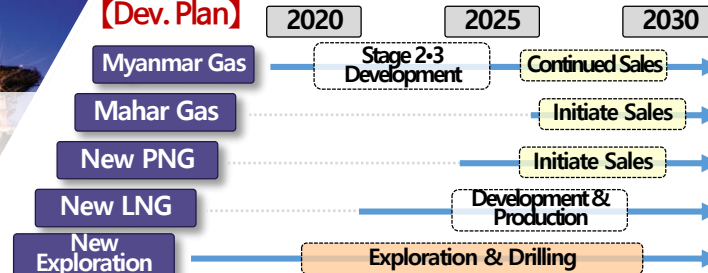 【Dev. Plan】
2020 2025 2030
Myanmar Gas
Stage 2•3
Development
Continued Sales
Mahar Gas
Initiate Sales
New PNG
Initiate Sales
New LNG
Development &
Production
New
Exploration
Exploration & Drilling